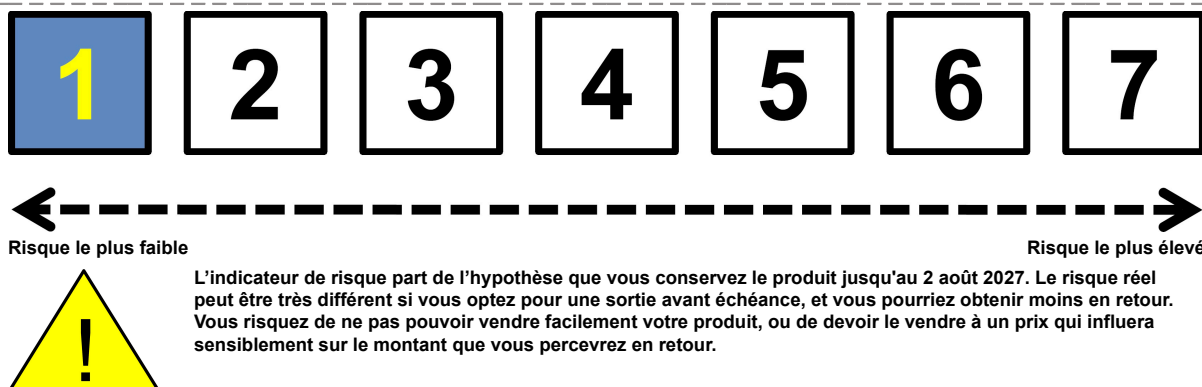 1 2 3 4 5 6 7
Risque le plus faible Risque le plus élevé
L'indicateur de risque part de l'hypothèse que vous conservez le produit jusqu'au 2 août 2027. Le risque réel
peut être très différent si vous optez pour une sortie avant échéance, et vous pourriez obtenir moins en retour.
Vous risquez de ne pas pouvoir vendre facilement votre produit, ou de devoir le vendre à un prix qui influera
sensiblement sur le montant que vous percevrez en retour.
!